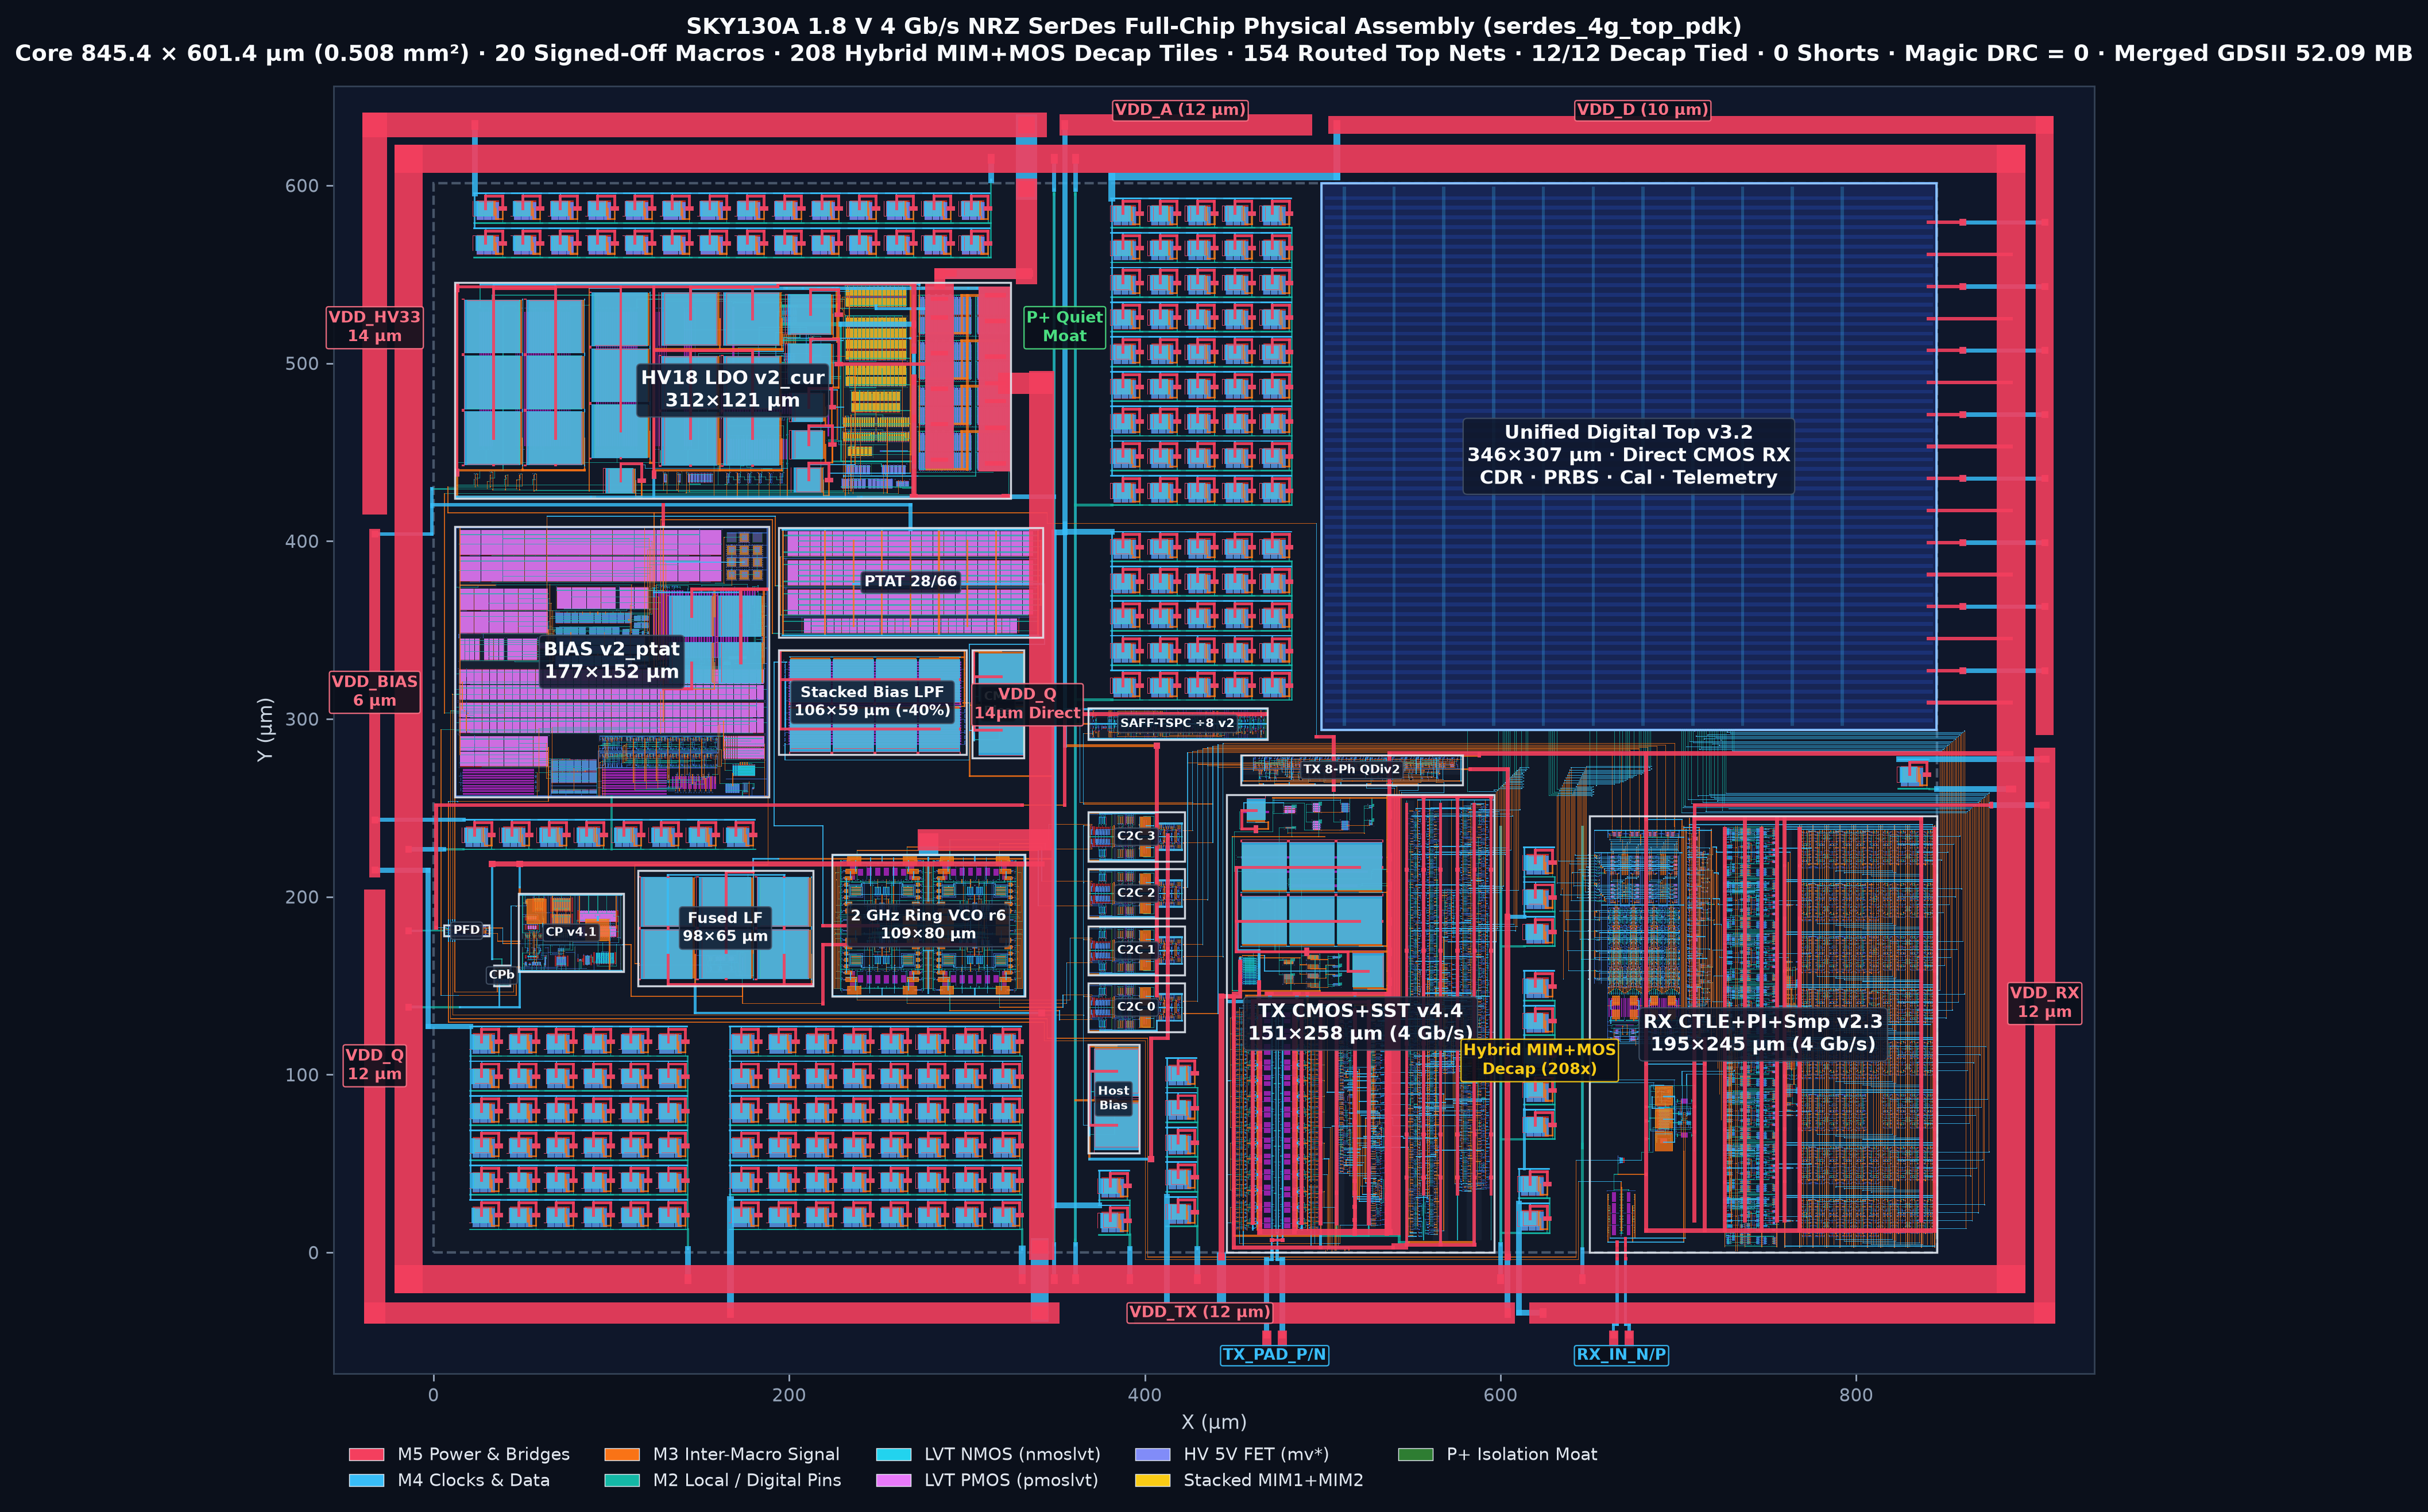 SKY130A 1.8 V 4 Gb/s NRZ SerDes Full-Chip Physical Assembly (serdes_4g_top_pdk)
Core 845.4 × 601.4 µm (0.508 mm²) · 20 Signed-Off Macros · 208 Hybrid MIM+MOS Decap Tiles · 154 Routed Top Nets · 12/12 Decap Tied · 0 Shorts · Magic DRC = 0 · Merged GDSII 52.09 MB
VDD_A (12 µm)
VDD_D (10 µm)
VDD_HV33
14 µm
P+ Quiet
Moat
HV18 LDO v2_cur
312×121 µm
Unified Digital Top v3.2
346×307 µm · Direct CMOS RX
CDR · PRBS · Cal · Telemetry
PTAT 28/66
BIAS v2_ptat
177×152 µm
VDD_BIAS
6 µm
Stacked Bias LPF
106×59 µm (-40%)
VDD_Q
14µm Direct
SAFF-TSPC ÷8 v2
TX 8-Ph QDiv2
C2C 3
C2C 2
C2C 1
C2C 0
PFD
CP v4.1
CPb
Fused LF
98×65 µm
2 GHz Ring VCO r6
109×80 µm
TX CMOS+SST v4.4
151×258 µm (4 Gb/s)
RX CTLE+PI+Smp v2.3
195×245 µm (4 Gb/s)
Hybrid MIM+MOS
Decap (208x)
VDD_RX
12 µm
VDD_Q
12 µm
Host
Bias
VDD_TX (12 µm)
TX_PAD_P/N
RX_IN_N/P
600
500
400
300
200
100
0
Y (µm)
0
200
400
600
800
X (µm)
M5 Power & Bridges
M4 Clocks & Data
M3 Inter-Macro Signal
M2 Local / Digital Pins
LVT NMOS (nmoslvt)
LVT PMOS (pmoslvt)
HV 5V FET (mv*)
Stacked MIM1+MIM2
P+ Isolation Moat